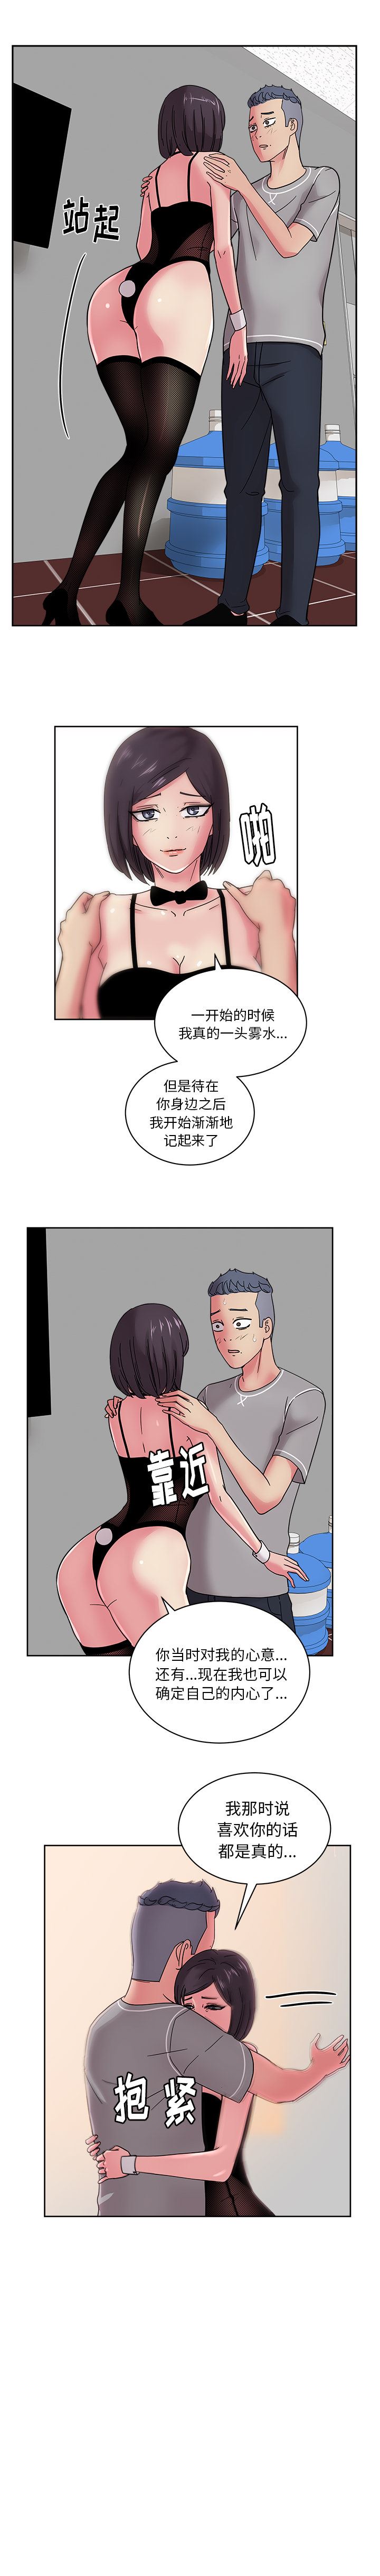 站起
啪
一开始的时候
我真的一头雾水...
但是待在
你身边之后
我开始渐渐地
记起来了
靠近
你当时对我的心意...
还有...现在我也可以
确定自己的内心了...
我那时说
喜欢你的话
都是真的...
抱紧